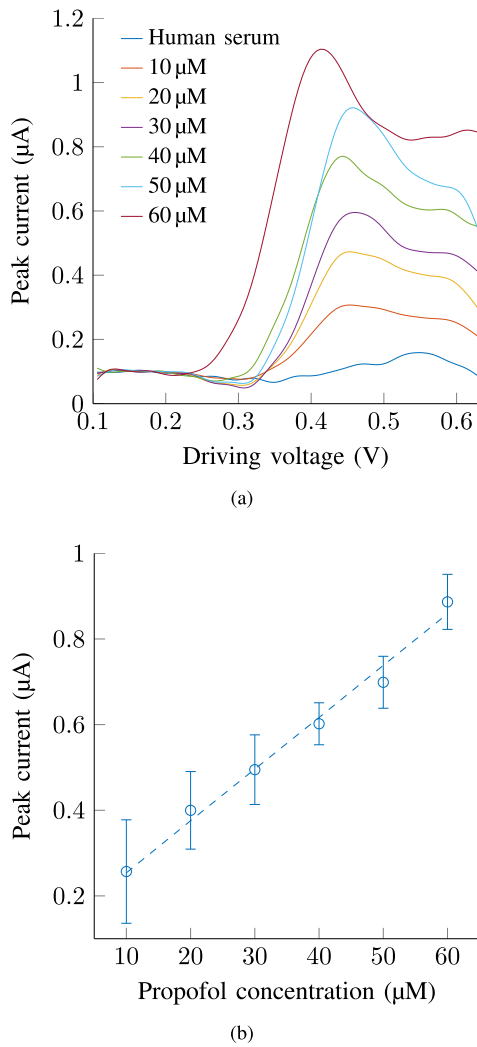 1.2
1
0.8
0.6
0.4
0.2
0
Peak current (µA)
Human serum
10 µM
20 µM
30 µM
40 µM
50 µM
60 µM
0.1 0.2 0.3 0.4 0.5 0.6
Driving voltage (V)
(a)
1
0.8
0.6
0.4
0.2
Peak current (µA)
10 20 30 40 50 60
Propofol concentration (µM)
(b)